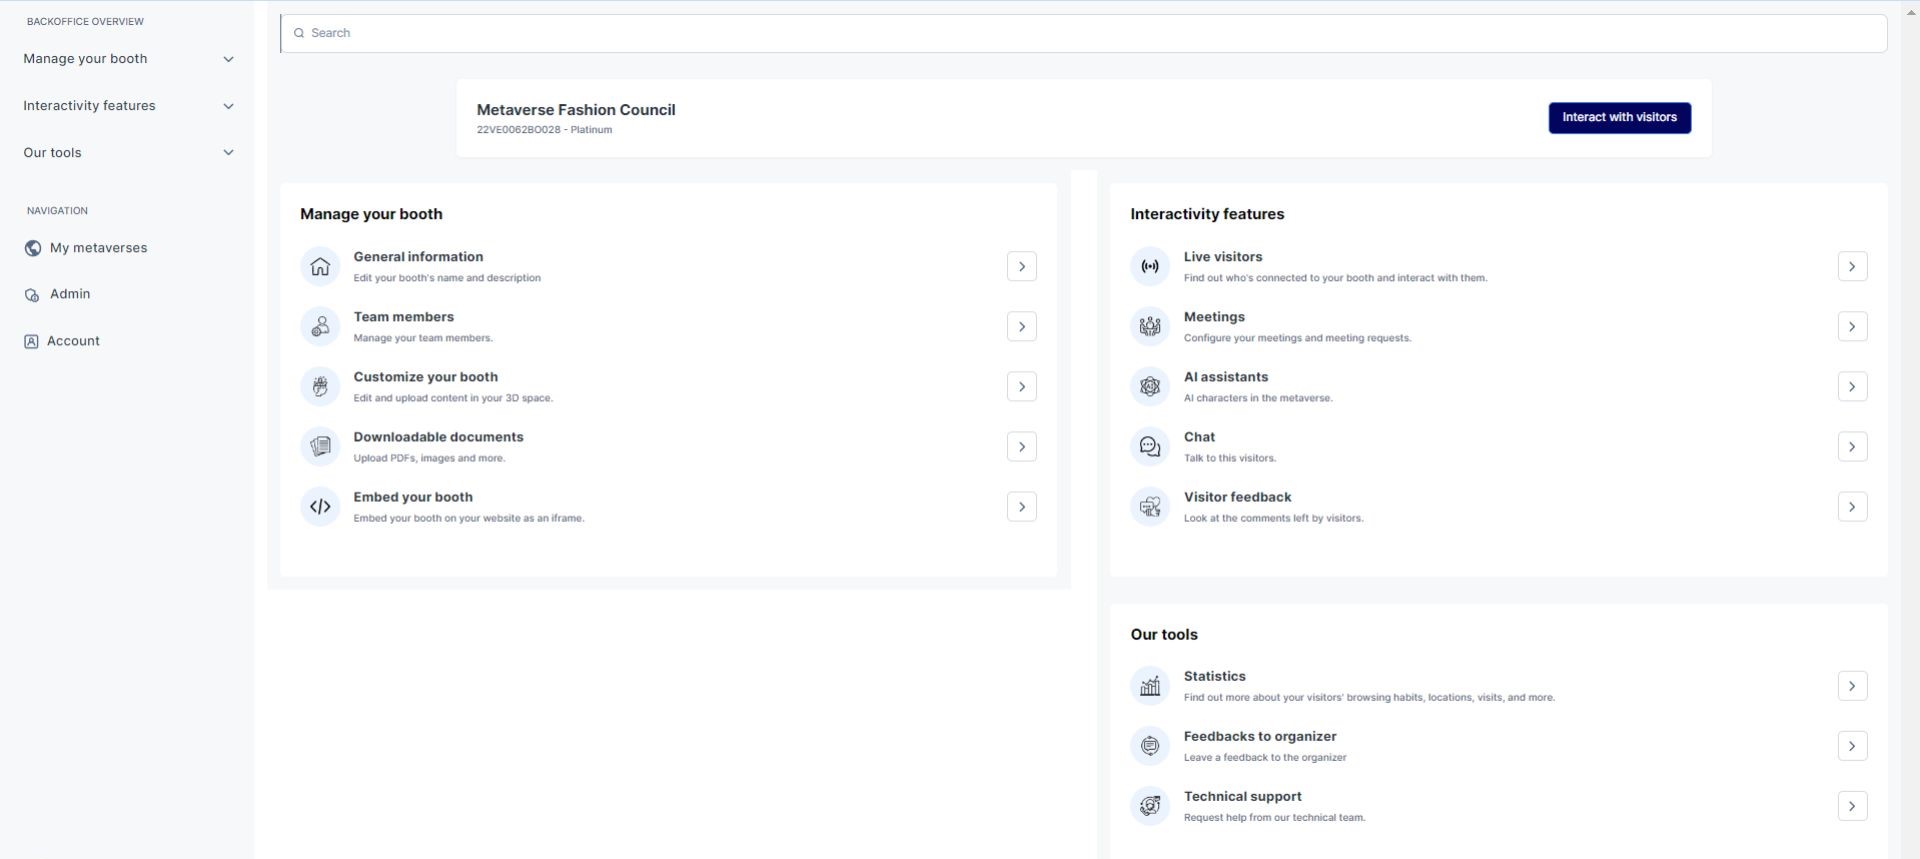 BACKOFFICE OVERVIEW
Manage your booth
Interactivity features
Our tools
NAVIGATION
My metaverses
Admin
Account
Search
Metaverse Fashion Council
22VE0062BO028 - Platinum
Interact with visitors
Manage your booth
General information
Edit your booth's name and description
Team members
Manage your team members.
Customize your booth
Edit and upload content in your 3D space.
Downloadable documents
Upload PDFs, images and more.
Embed your booth
Embed your booth on your website as an iframe.
Interactivity features
Live visitors
Find out who's connected to your booth and interact with them.
Meetings
Configure your meetings and meeting requests.
AI assistants
AI characters in the metaverse.
Chat
Talk to this visitors.
Visitor feedback
Look at the comments left by visitors.
Our tools
Statistics
Find out more about your visitors' browsing habits, locations, visits, and more.
Feedbacks to organizer
Leave a feedback to the organizer
Technical support
Request help from our technical team.